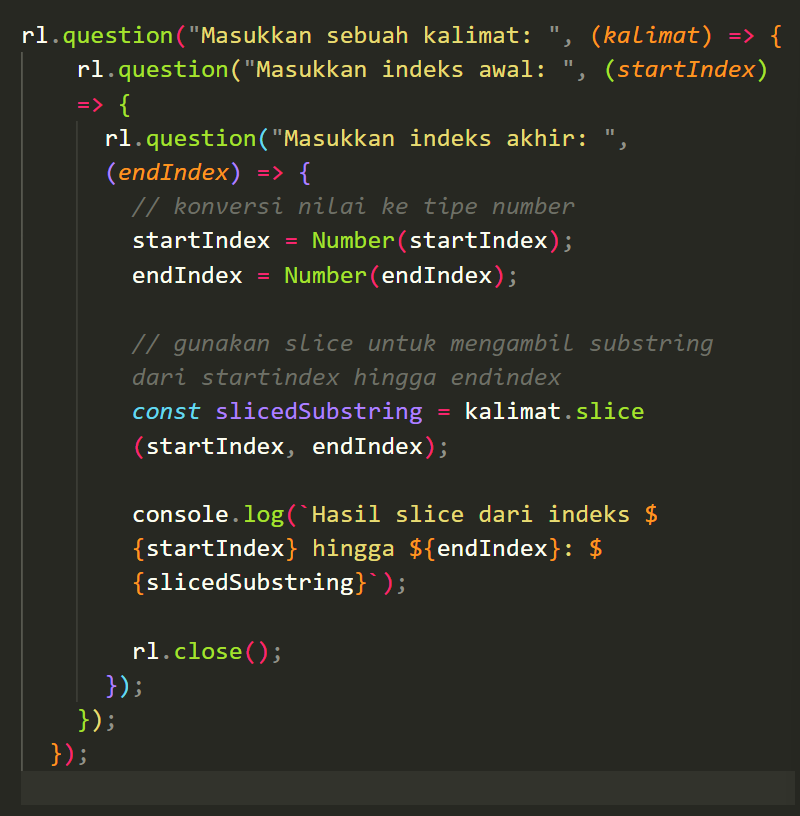 rl.question("Masukkan sebuah kalimat: ", (kalimat) => {
rl.question("Masukkan indeks awal: ", (startIndex)
=> {
rl.question("Masukkan indeks akhir: ",
(endIndex) => {
// konversi nilai ke tipe number
startIndex = Number(startIndex);
endIndex = Number(endIndex);
// gunakan slice untuk mengambil substring
dari startindex hingga endindex
const slicedSubstring = kalimat.slice
(startIndex, endIndex);
console.log(`Hasil slice dari indeks $
{startIndex} hingga ${endIndex}: $
{slicedSubstring}`);
rl.close();
});
});
});